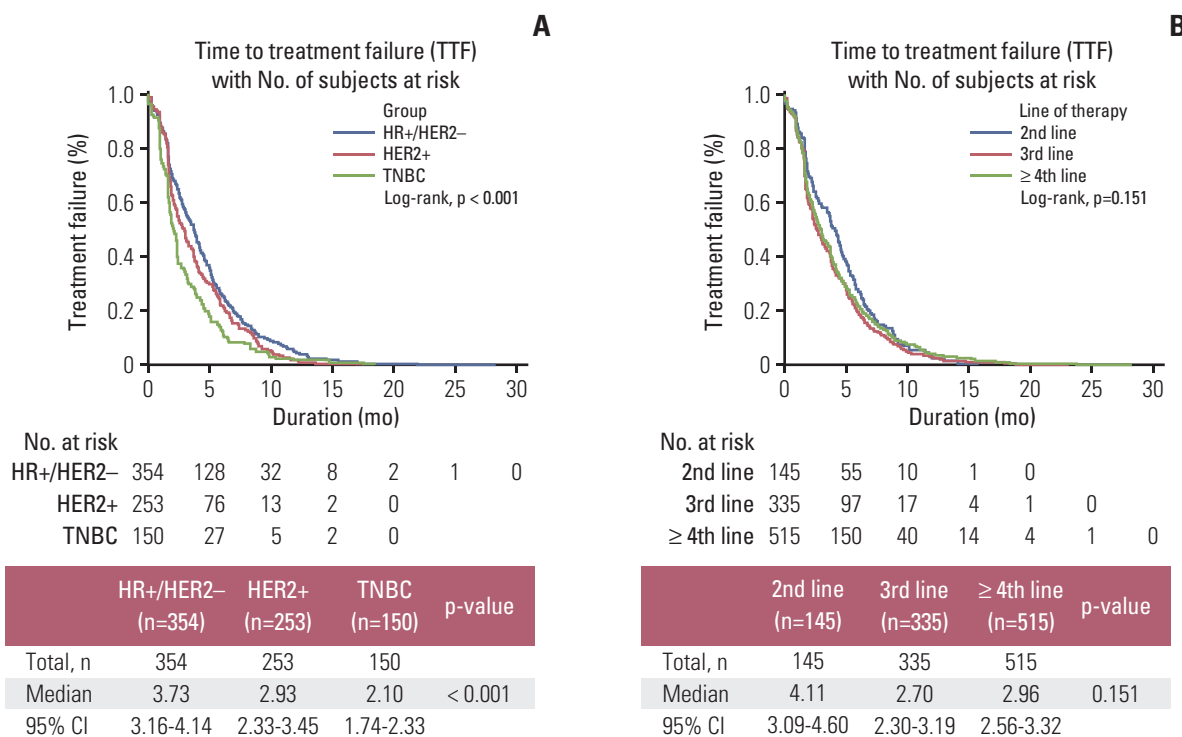 A
Time to treatment failure (TTF)
with No. of subjects at risk
Group
HR+/HER2–
HER2+
TNBC
Log-rank, p < 0.001
Treatment failure (%)
1.0
0.8
0.6
0.4
0.2
0
0 5 10 15 20 25 30
Duration (mo)
No. at risk
HR+/HER2– 354 128 32 8 2 1 0
HER2+ 253 76 13 2 0
TNBC 150 27 5 2 0
HR+/HER2– HER2+ TNBC p-value
(n=354) (n=253) (n=150)
Total, n 354 253 150
Median 3.73 2.93 2.10 < 0.001
95% CI 3.16-4.14 2.33-3.45 1.74-2.33
B
Time to treatment failure (TTF)
with No. of subjects at risk
Line of therapy
2nd line
3rd line
≥ 4th line
Log-rank, p=0.151
Treatment failure (%)
1.0
0.8
0.6
0.4
0.2
0
0 5 10 15 20 25 30
Duration (mo)
No. at risk
2nd line 145 55 10 1 0
3rd line 335 97 17 4 1 0
≥ 4th line 515 150 40 14 4 1 0
2nd line 3rd line ≥ 4th line p-value
(n=145) (n=335) (n=515)
Total, n 145 335 515
Median 4.11 2.70 2.96 0.151
95% CI 3.09-4.60 2.30-3.19 2.56-3.32